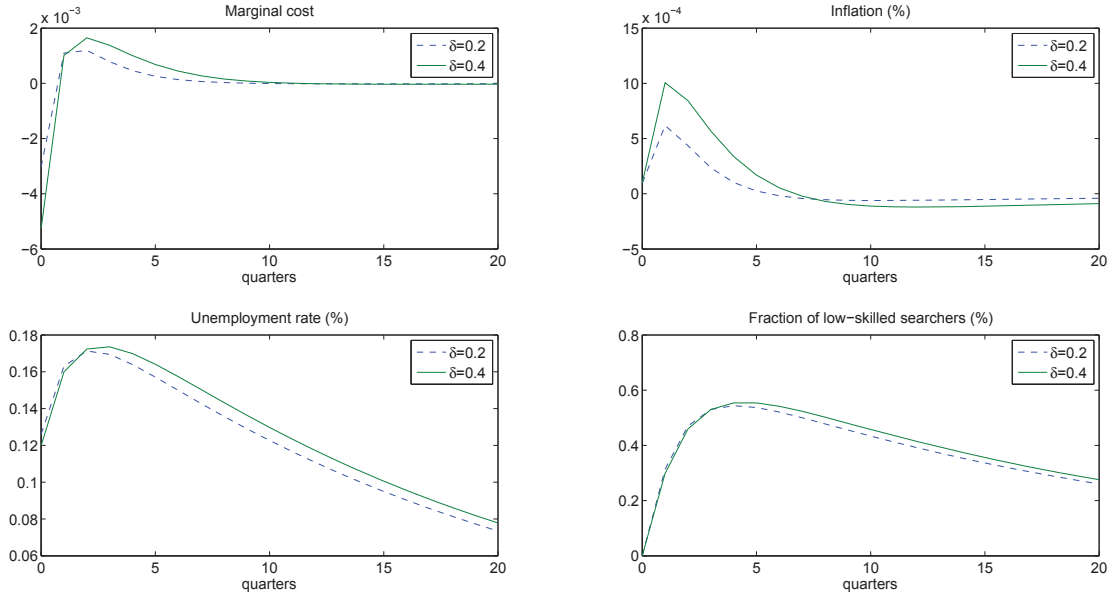 Marginal cost
x 10−3
2
0
−2
−4
−6
0 5 10 15 20
quarters
δ=0.2
δ=0.4
Inflation (%)
x 10−4
15
10
5
0
−5
0 5 10 15 20
quarters
δ=0.2
δ=0.4
Unemployment rate (%)
0.18
0.16
0.14
0.12
0.1
0.08
0.06
0 5 10 15 20
quarters
δ=0.2
δ=0.4
Fraction of low−skilled searchers (%)
0.8
0.6
0.4
0.2
0
0 5 10 15 20
quarters
δ=0.2
δ=0.4